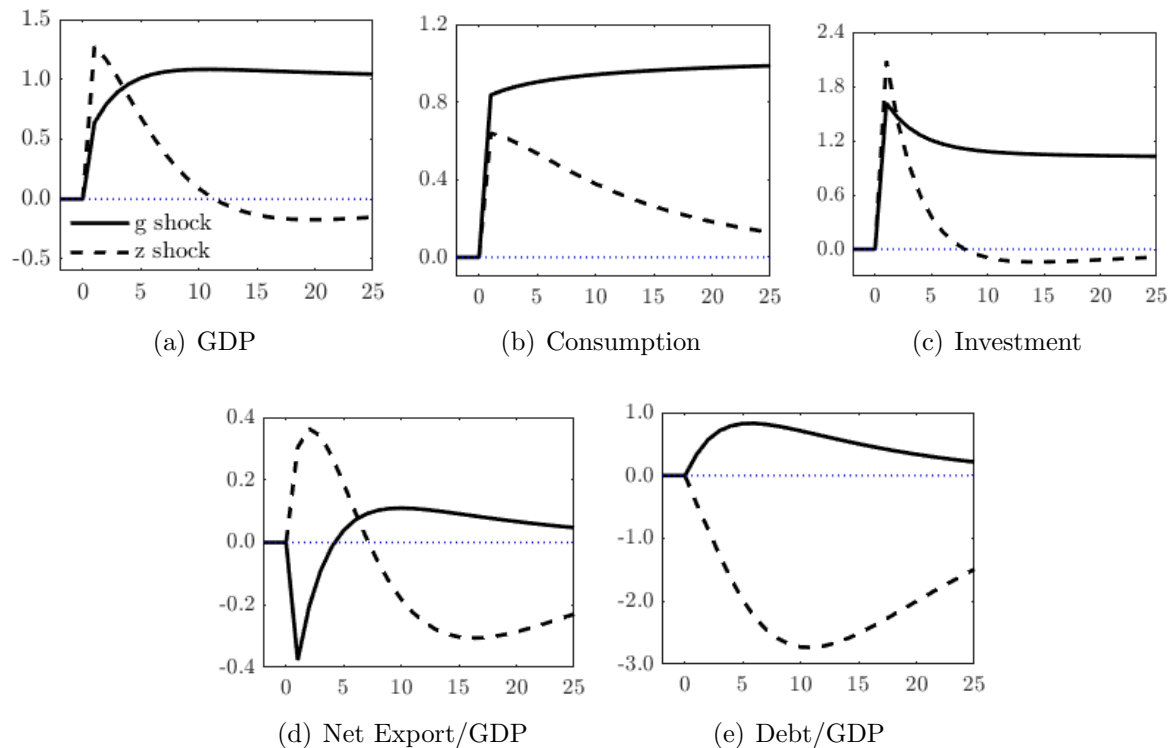 1.5
1.0
0.5
0.0
-0.5
g shock
z shock
0 5 10 15 20 25
(a) GDP
1.2
0.8
0.4
0.0
0 5 10 15 20 25
(b) Consumption
2.4
1.8
1.2
0.6
0.0
0 5 10 15 20 25
(c) Investment
0.4
0.2
0.0
-0.2
-0.4
0 5 10 15 20 25
(d) Net Export/GDP
1.0
0.0
-1.0
-2.0
-3.0
0 5 10 15 20 25
(e) Debt/GDP